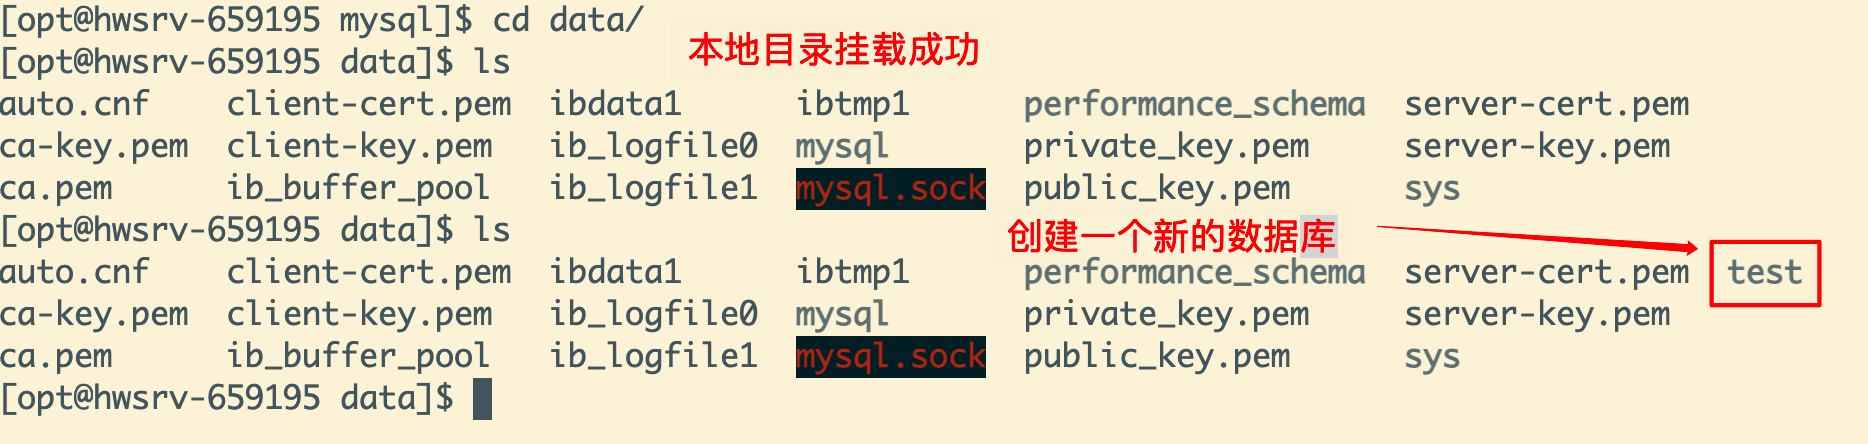 [opt@hwsrv-659195 mysql]$ cd data/
本地目录挂载成功
[opt@hwsrv-659195 data]$ ls
auto.cnf client-cert.pem ibdata1 ibtmp1 performance_schema server-cert.pem
ca-key.pem client-key.pem ib_logfile0 mysql private_key.pem server-key.pem
ca.pem ib_buffer_pool ib_logfile1 mysql.sock public_key.pem sys
[opt@hwsrv-659195 data]$ ls
创建一个新的数据库
auto.cnf client-cert.pem ibdata1 ibtmp1 performance_schema server-cert.pem test
ca-key.pem client-key.pem ib_logfile0 mysql private_key.pem server-key.pem
ca.pem ib_buffer_pool ib_logfile1 mysql.sock public_key.pem sys
[opt@hwsrv-659195 data]$